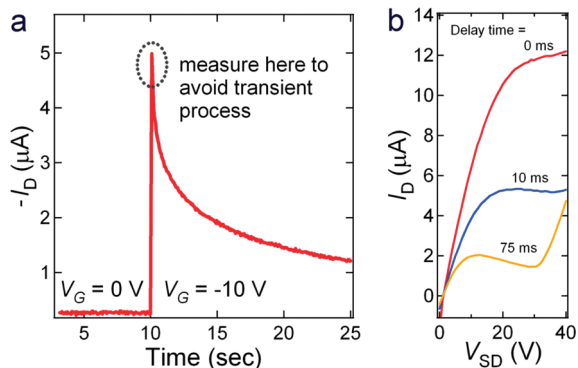 a
-I_D (μA)
5
4
3
2
1
measure here to
avoid transient
process
V_G = 0 V
V_G = -10 V
5
10
15
20
25
Time (sec)
b
I_D (μA)
14
12
10
8
6
4
2
0
Delay time =
0 ms
10 ms
75 ms
0
20
40
V_SD (V)